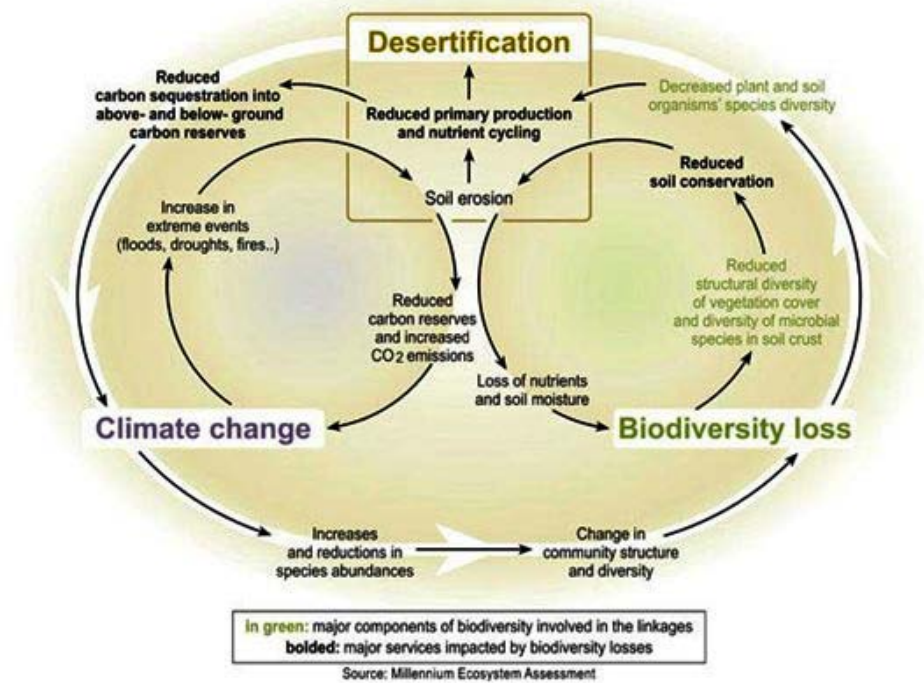 Desertification
Reduced
carbon sequestration into
above- and below- ground
carbon reserves
Reduced primary production
and nutrient cycling
Decreased plant and soil
organisms' species diversity
Reduced
soil conservation
Soil erosion
Increase in
extreme events
(floods, droughts, fires..)
Reduced
structural diversity
of vegetation cover
and diversity of microbial
species in soil crust
Reduced
carbon reserves
and increased
CO2 emissions
Loss of nutrients
and soil moisture
Climate change
Biodiversity loss
Increases
and reductions in
species abundances
Change in
community structure
and diversity
in green: major components of biodiversity involved in the linkages
bolded: major services impacted by biodiversity losses
Source: Millennium Ecosystem Assessment